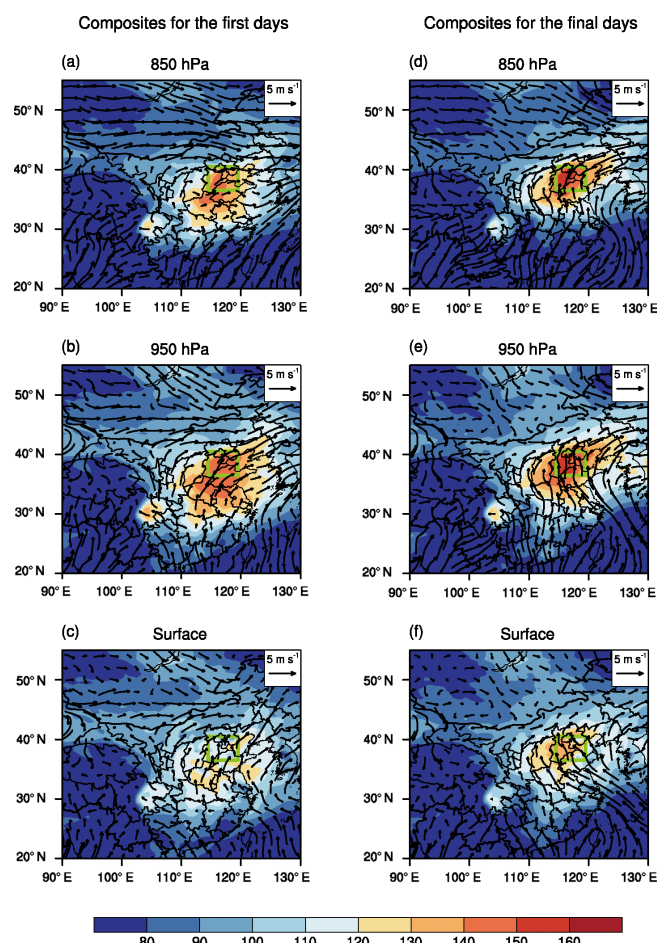 Composites for the first days
Composites for the final days
(a)
850 hPa
5 m s⁻¹
50° N
40° N
30° N
20° N
90° E
100° E
110° E
120° E
130° E
(d)
850 hPa
5 m s⁻¹
50° N
40° N
30° N
20° N
90° E
100° E
110° E
120° E
130° E
(b)
950 hPa
5 m s⁻¹
50° N
40° N
30° N
20° N
90° E
100° E
110° E
120° E
130° E
(e)
950 hPa
5 m s⁻¹
50° N
40° N
30° N
20° N
90° E
100° E
110° E
120° E
130° E
(c)
Surface
5 m s⁻¹
50° N
40° N
30° N
20° N
90° E
100° E
110° E
120° E
130° E
(f)
Surface
5 m s⁻¹
50° N
40° N
30° N
20° N
90° E
100° E
110° E
120° E
130° E
80 90 100 110 120 130 140 150 160